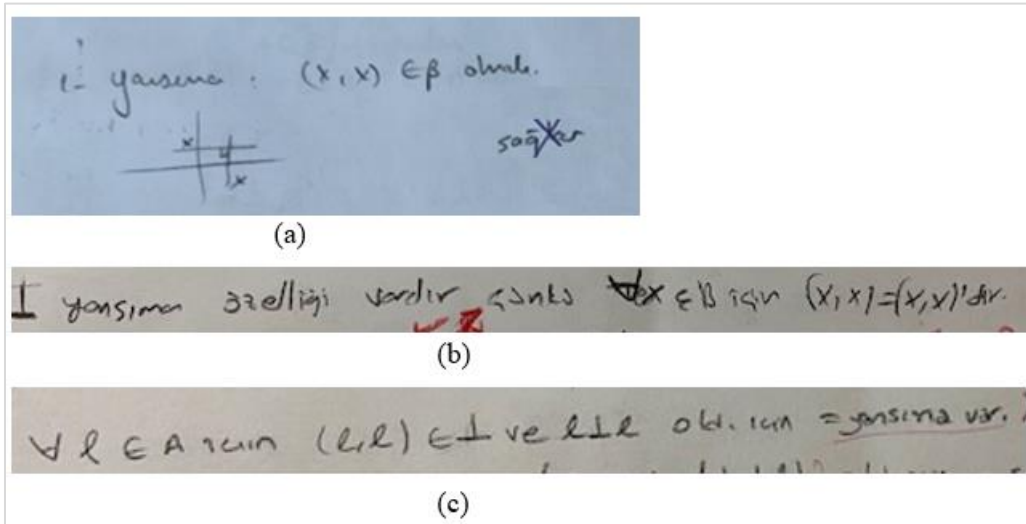 1- yansıma : (x,x) ∈ β olmalı.
x
x
sağlar
(a)
⊥ yansıma özelliği vardır çünkü ∀x ∈ β için (x,x)=(x,x)'dir.
(b)
∀ l ∈ A için (l,l) ∈ ⊥ ve l⊥l old. için = yansıma var.
(c)